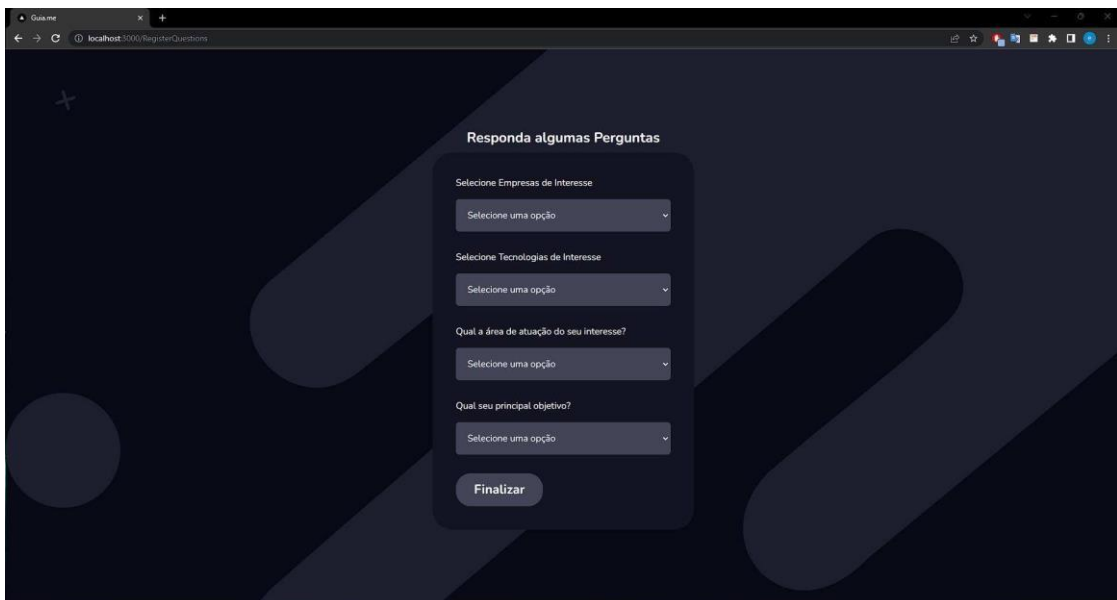 Guia.me
localhost:3000/RegisterQuestions
Responda algumas Perguntas
Selecione Empresas de Interesse
Selecione uma opção
Selecione Tecnologias de Interesse
Selecione uma opção
Qual a área de atuação do seu interesse?
Selecione uma opção
Qual seu principal objetivo?
Selecione uma opção
Finalizar